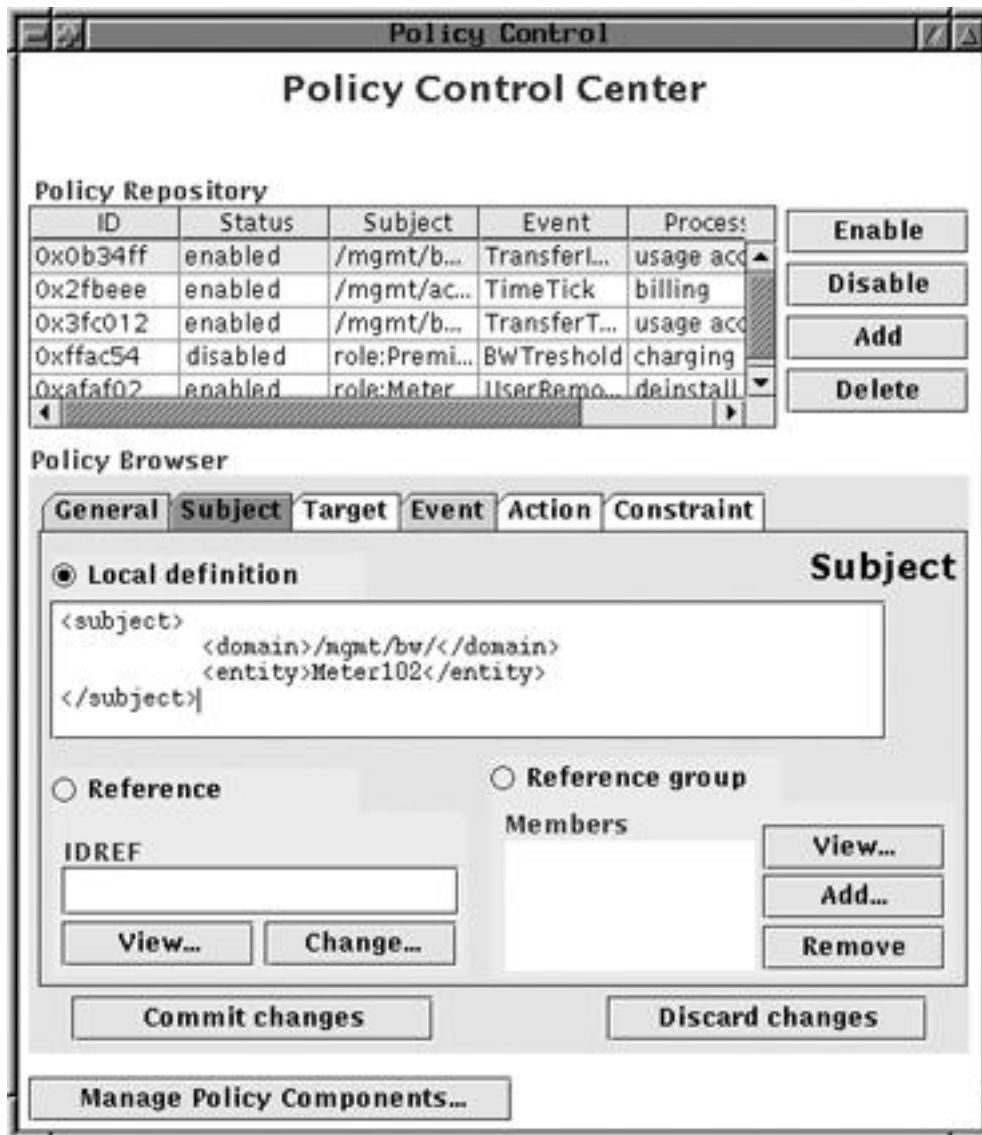 Policy Control
Policy Control Center
Policy Repository
ID Status Subject Event Process
0x0b34ff enabled /mgmt/b... TransferI... usage acc
0x2fbeee enabled /mgmt/ac... TimeTick billing
0x3fc012 enabled /mgmt/b... TransferT... usage acc
0xffac54 disabled role:Premi... BWTreshold charging
0xafaf02 enabled role:Meter UserRemo... deinstall
Enable
Disable
Add
Delete
Policy Browser
General Subject Target Event Action Constraint
Subject
Local definition
<subject>
<domain>/mgmt/bw/</domain>
<entity>Meter102</entity>
</subject>
Reference
IDREF
View... Change...
Reference group
Members
View...
Add...
Remove
Commit changes Discard changes
Manage Policy Components...